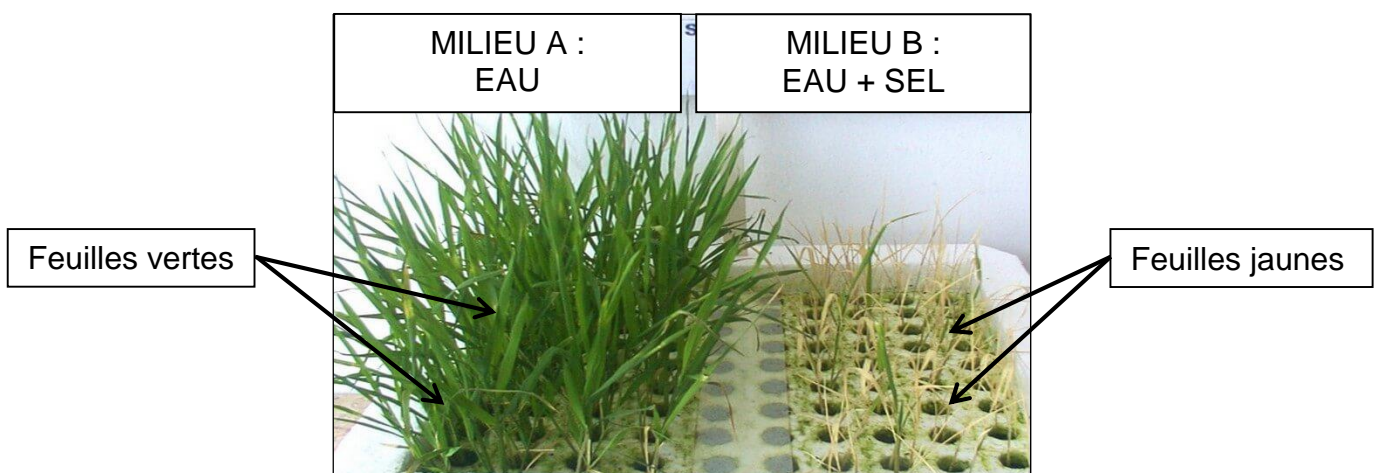 MILIEU A :
EAU
MILIEU B :
EAU + SEL
Feuilles vertes
Feuilles jaunes